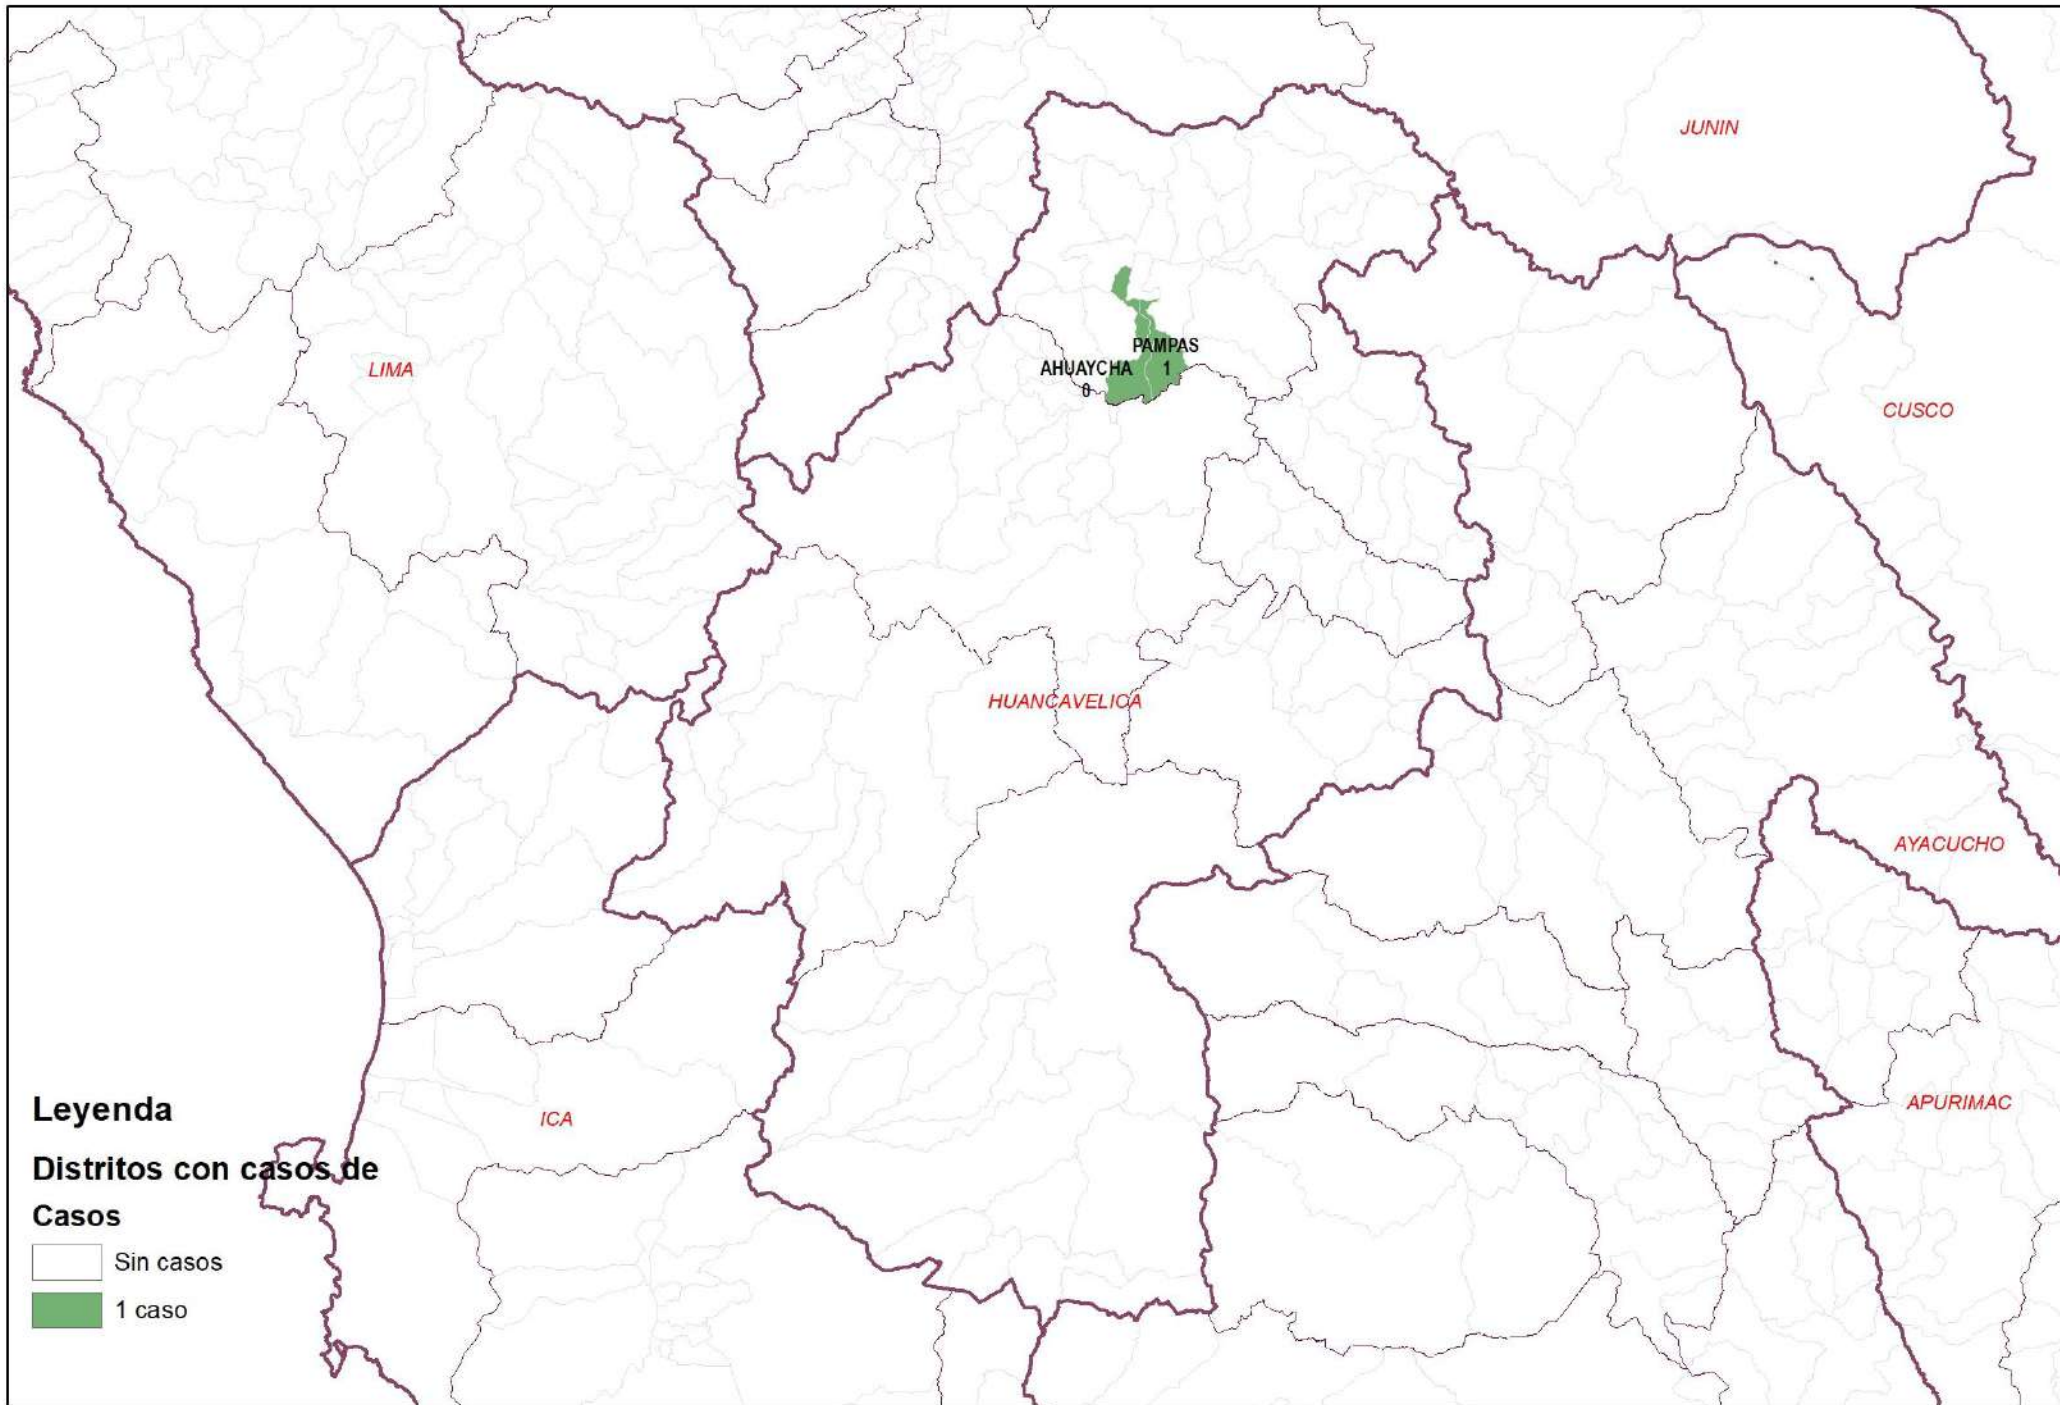 JUNIN
PAMPAS
1
AHUAYCHA
0
LIMA
CUSCO
HUANCAVELICA
AYACUCHO
APURIMAC
ICA
Leyenda
Distritos con casos de
Casos
Sin casos
1 caso